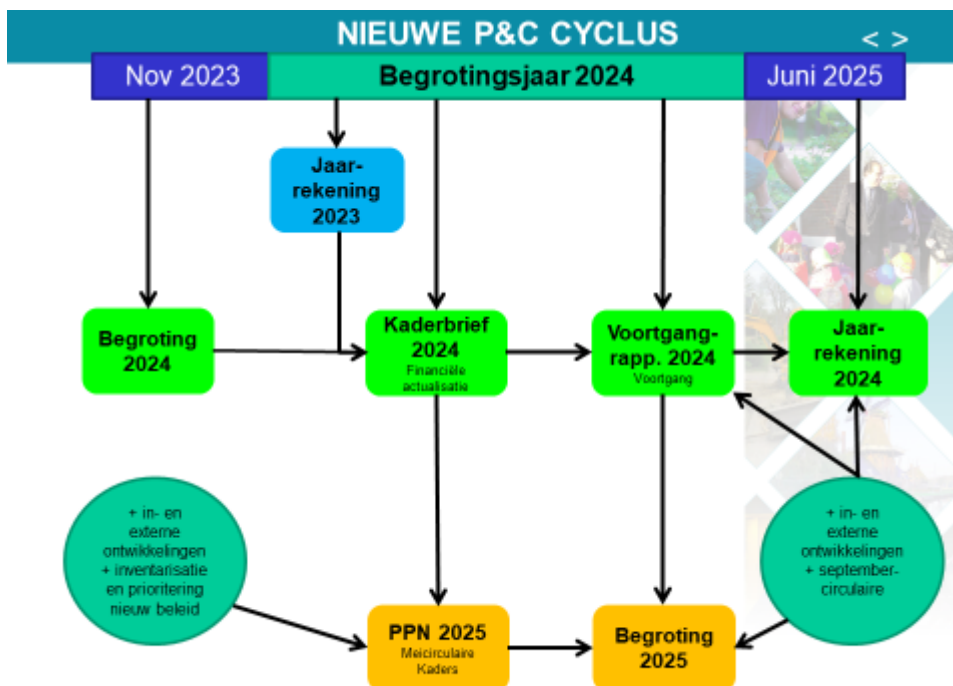 NIEUWE P&C CYCLUS
< >
Nov 2023
Begrotingsjaar 2024
Juni 2025
Jaar-
rekening
2023
Begroting
2024
Kaderbrief
2024
Financiële
actualisatie
Voortgang-
rapp. 2024
Voortgang
Jaar-
rekening
2024
+ in- en
externe
ontwikkelingen
+ inventarisatie
en prioritering
nieuw beleid
+ in- en
externe
ontwikkelingen
+ september-
circulaire
PPN 2025
Meicirculaire
Kaders
Begroting
2025